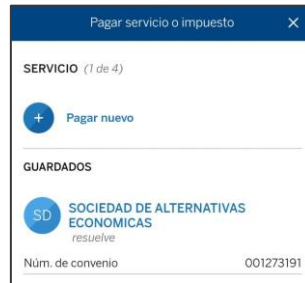 Pagar servicio o impuesto ×
SERVICIO (1 de 4)
+ Pagar nuevo
GUARDADOS
SD SOCIEDAD DE ALTERNATIVAS
ECONOMICAS
resuelve
Núm. de convenio 001273191